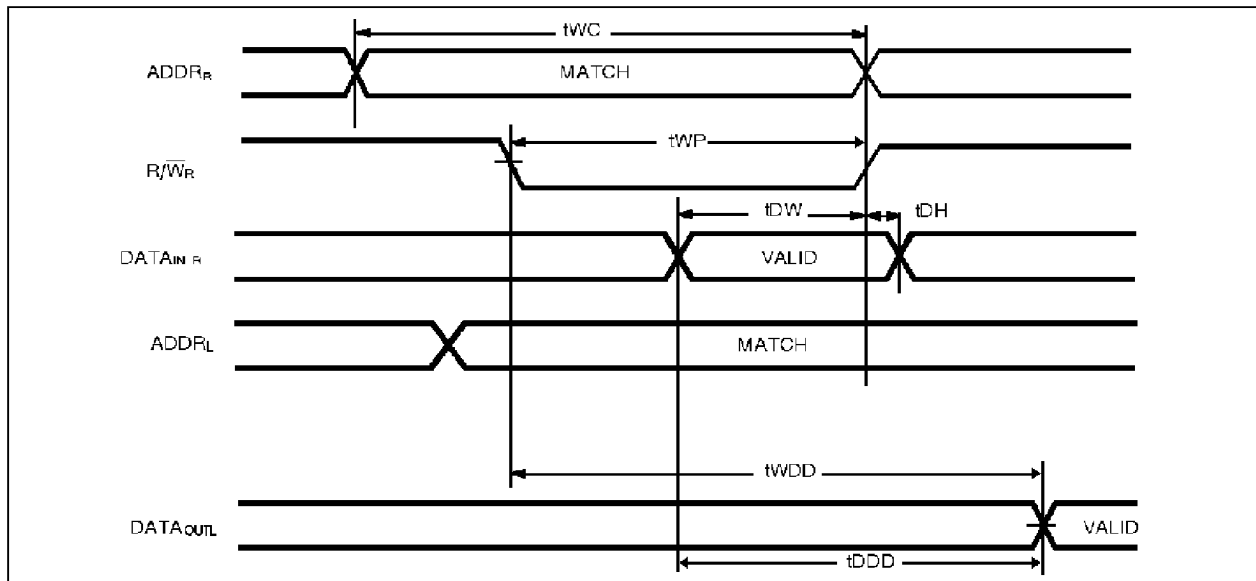 tWC
ADDRR MATCH
tWP
R/W̅R
tDW tDH
DATAIN R VALID
ADDRL MATCH
tWDD
DATAOUTL VALID
tDDD